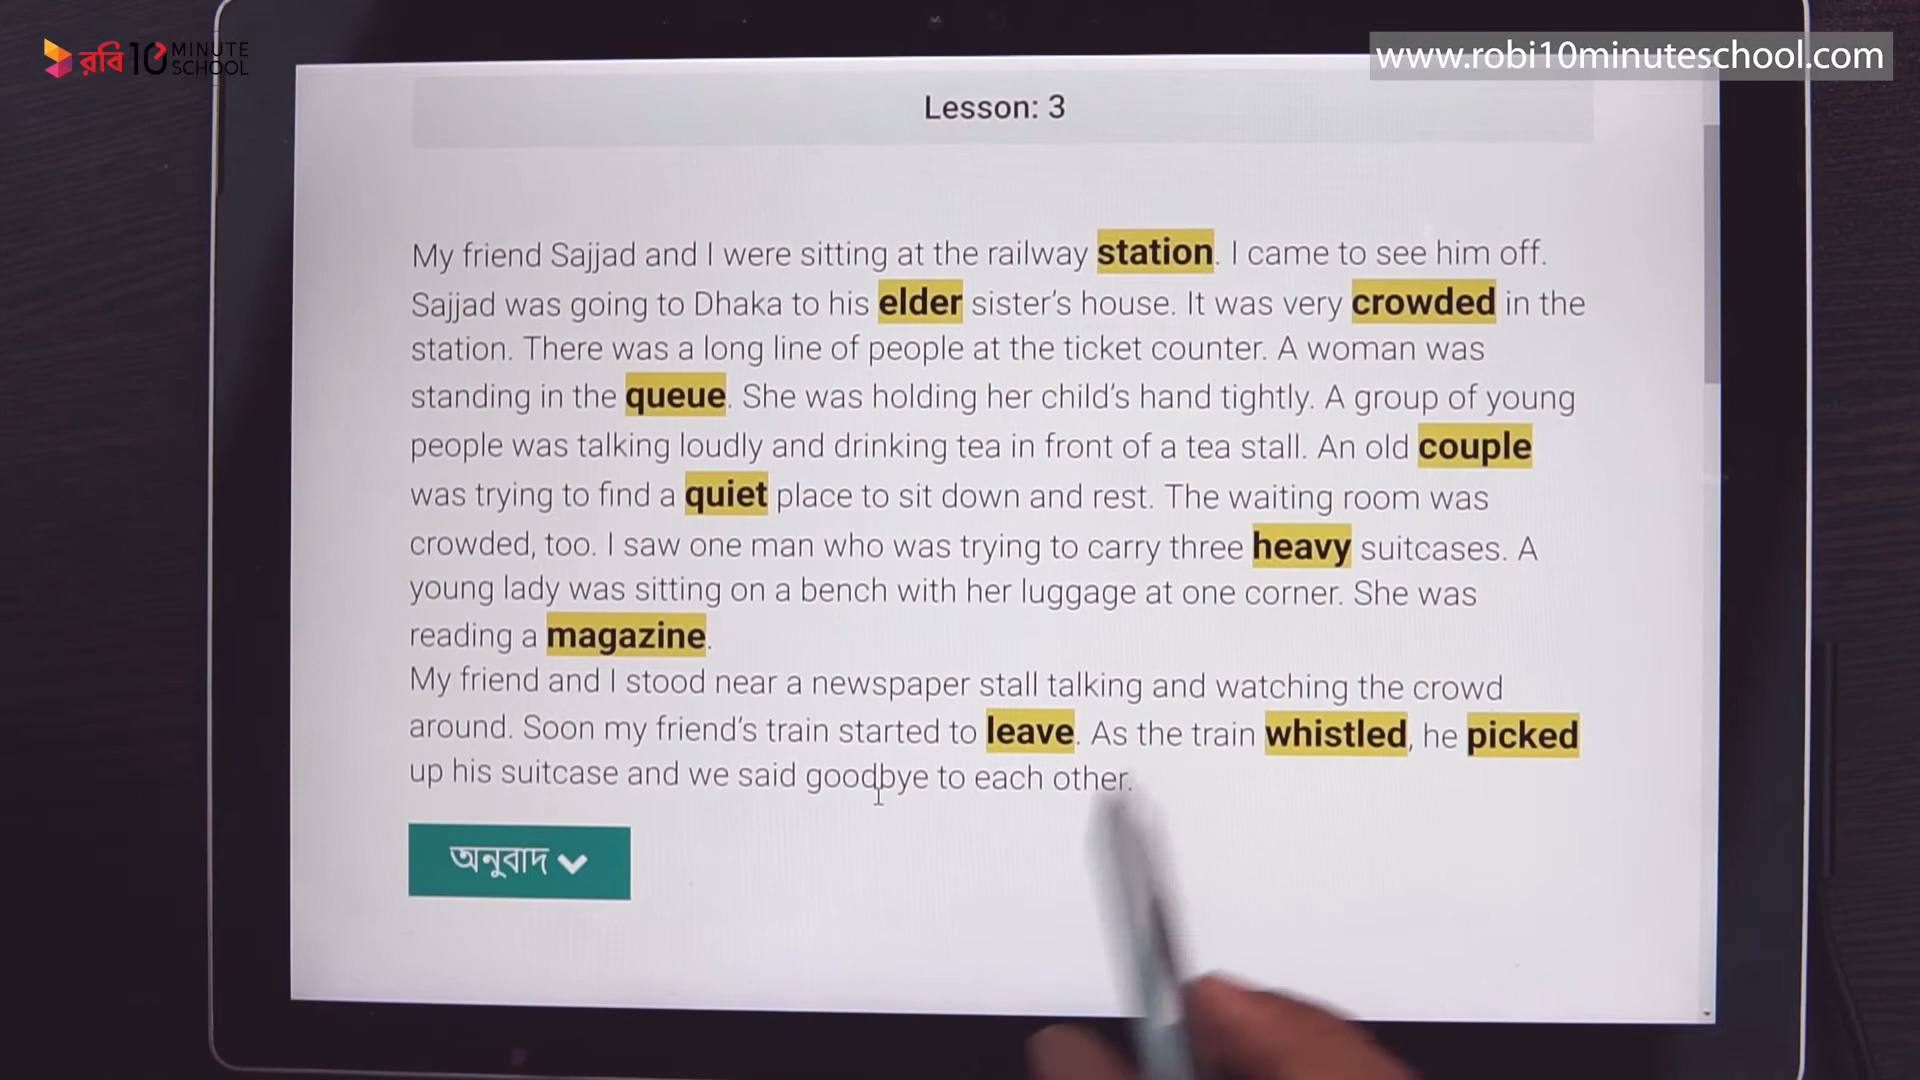 রবি 10 MINUTE SCHOOL
www.robi10minuteschool.com
Lesson: 3
My friend Sajjad and I were sitting at the railway station. I came to see him off.
Sajjad was going to Dhaka to his elder sister's house. It was very crowded in the
station. There was a long line of people at the ticket counter. A woman was
standing in the queue. She was holding her child's hand tightly. A group of young
people was talking loudly and drinking tea in front of a tea stall. An old couple
was trying to find a quiet place to sit down and rest. The waiting room was
crowded, too. I saw one man who was trying to carry three heavy suitcases. A
young lady was sitting on a bench with her luggage at one corner. She was
reading a magazine.
My friend and I stood near a newspaper stall talking and watching the crowd
around. Soon my friend's train started to leave. As the train whistled, he picked
up his suitcase and we said goodbye to each other.
অনুবাদ